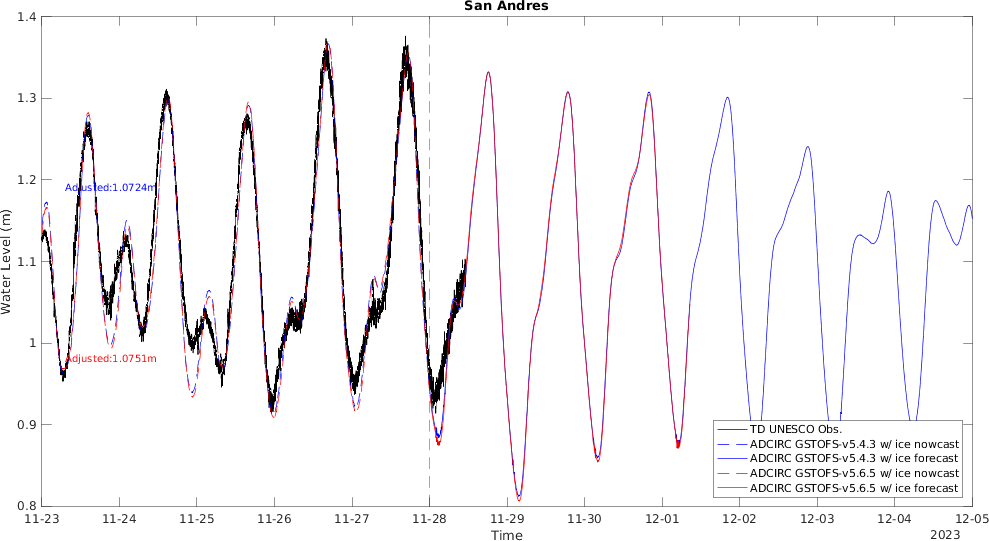 San Andres
1.4
1.3
1.2
1.1
1
0.9
0.8
Water Level (m)
Adjusted:1.0724m
Adjusted:1.0751m
TD UNESCO Obs.
ADCIRC GSTOFS-v5.4.3 w/ ice nowcast
ADCIRC GSTOFS-v5.4.3 w/ ice forecast
ADCIRC GSTOFS-v5.6.5 w/ ice nowcast
ADCIRC GSTOFS-v5.6.5 w/ ice forecast
11-23 11-24 11-25 11-26 11-27 11-28 11-29 11-30 12-01 12-02 12-03 12-04 12-05
Time
2023